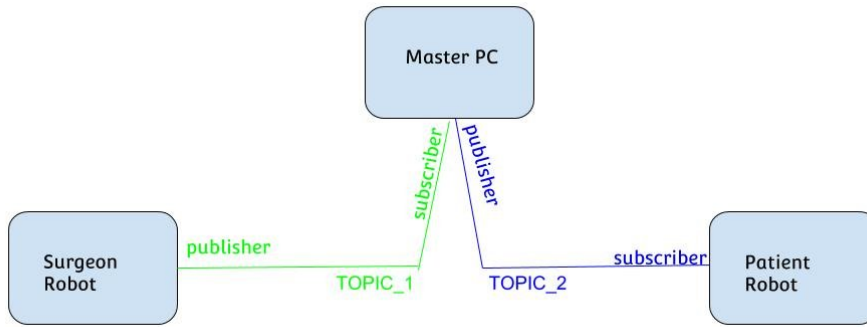 Master PC
subscriber
publisher
publisher
subscriber
Surgeon
Robot
TOPIC_1
TOPIC_2
Patient
Robot